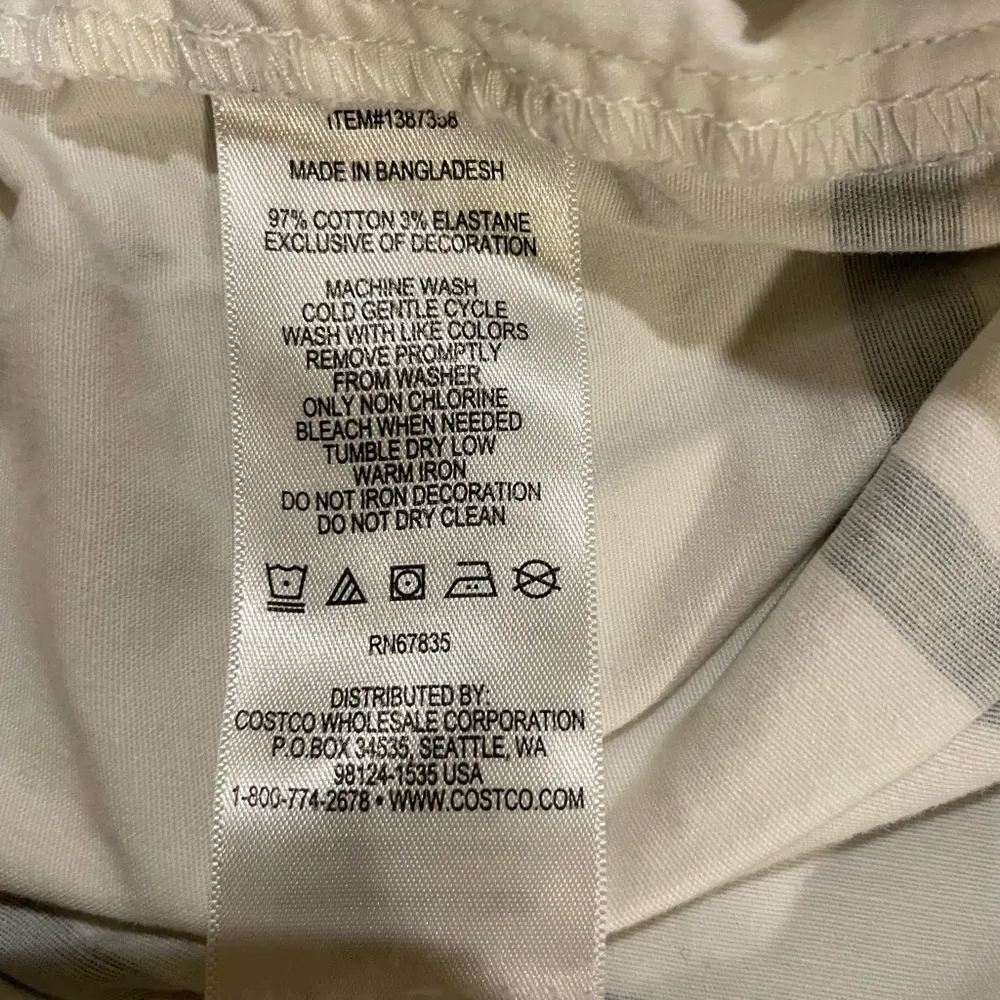 ITEM#1387358
MADE IN BANGLADESH
97% COTTON 3% ELASTANE
EXCLUSIVE OF DECORATION
MACHINE WASH
COLD GENTLE CYCLE
WASH WITH LIKE COLORS
REMOVE PROMPTLY
FROM WASHER
ONLY NON CHLORINE
BLEACH WHEN NEEDED
TUMBLE DRY LOW
WARM IRON
DO NOT IRON DECORATION
DO NOT DRY CLEAN
RN67835
DISTRIBUTED BY:
COSTCO WHOLESALE CORPORATION
P.O.BOX 34535, SEATTLE, WA
98124-1535 USA
1-800-774-2678 • WWW.COSTCO.COM